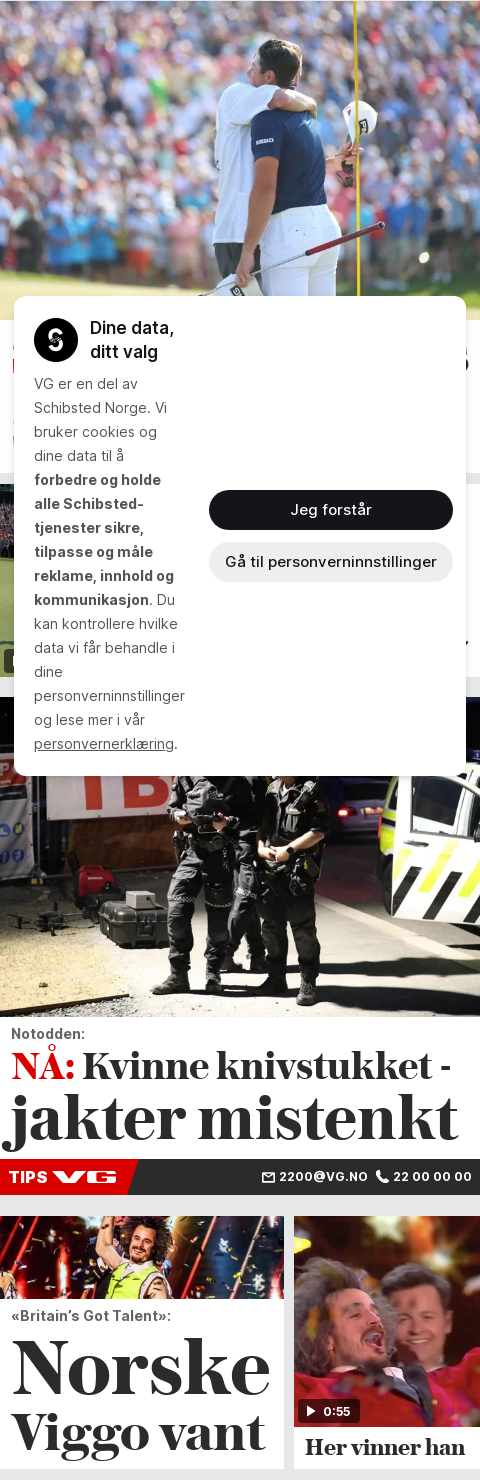 Dine data,
ditt valg
VG er en del av
Schibsted Norge. Vi
bruker cookies og
dine data til å
forbedre og holde
alle Schibsted-
tjenester sikre,
tilpasse og måle
reklame, innhold og
kommunikasjon. Du
kan kontrollere hvilke
data vi får behandle i
dine
personverninnstillinger
og lese mer i vår
personvernerklæring.
Jeg forstår
Gå til personverninnstillinger
Notodden:
NÅ: Kvinne knivstukket -
jakter mistenkt
TIPS VG
2200@VG.NO 22 00 00 00
«Britain’s Got Talent»:
Norske
Viggo vant
0:55
Her vinner han